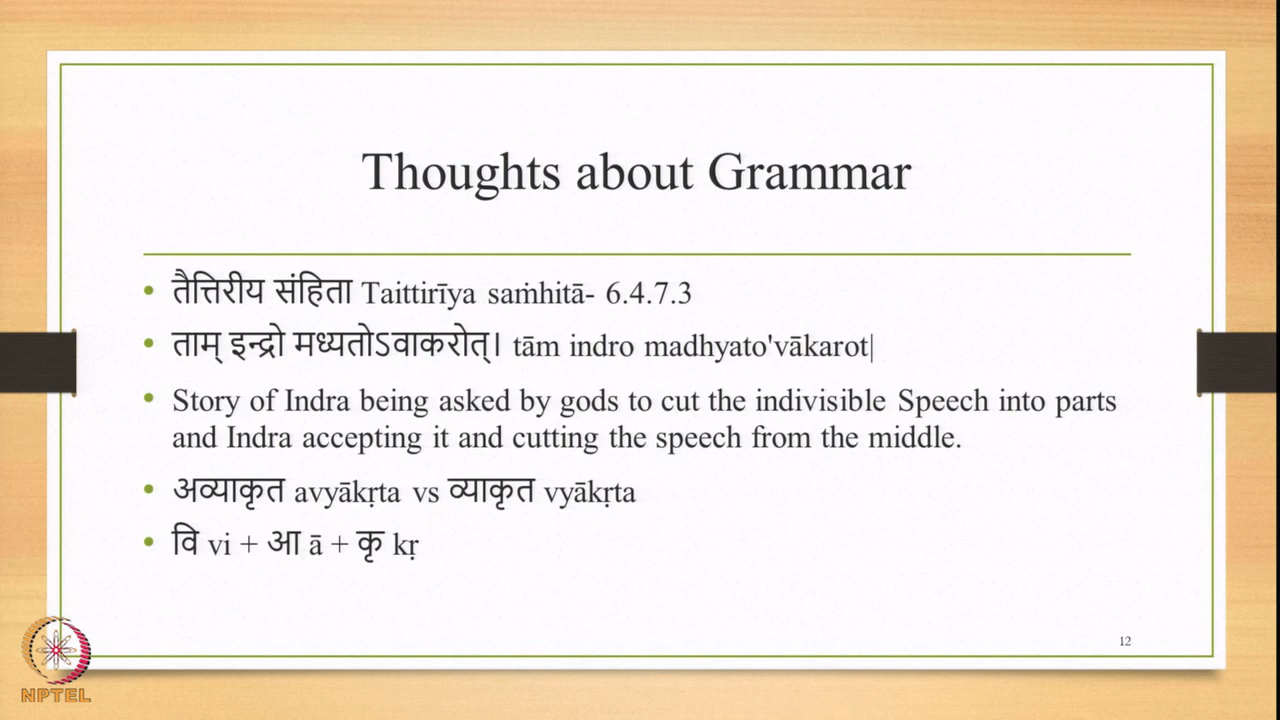 Thoughts about Grammar
• तैत्तिरीय संहिता Taittirīya saṁhitā- 6.4.7.3
• ताम् इन्द्रो मध्यतोऽवाकरोत्। tām indro madhyato'vākarot|
• Story of Indra being asked by gods to cut the indivisible Speech into parts
and Indra accepting it and cutting the speech from the middle.
• अव्याकृत avyākṛta vs व्याकृत vyākṛta
• वि vi + आ ā + कृ kṛ
12
NPTEL